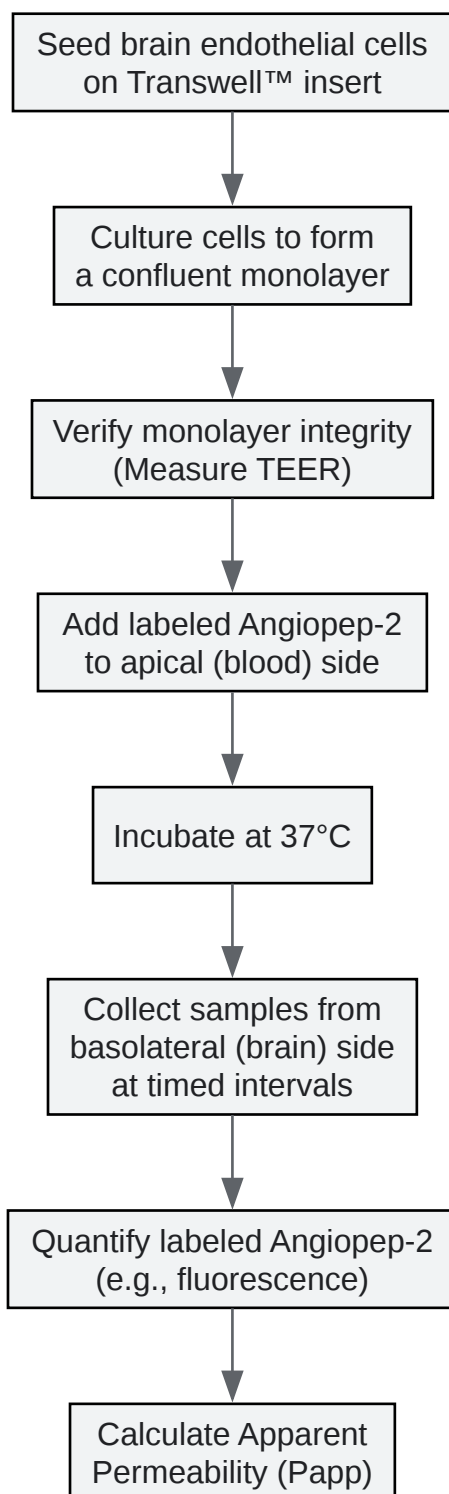 Seed brain endothelial cells
on Transwell™ insert
Culture cells to form
a confluent monolayer
Verify monolayer integrity
(Measure TEER)
Add labeled Angiopep-2
to apical (blood) side
Incubate at 37°C
Collect samples from
basolateral (brain) side
at timed intervals
Quantify labeled Angiopep-2
(e.g., fluorescence)
Calculate Apparent
Permeability (Papp)